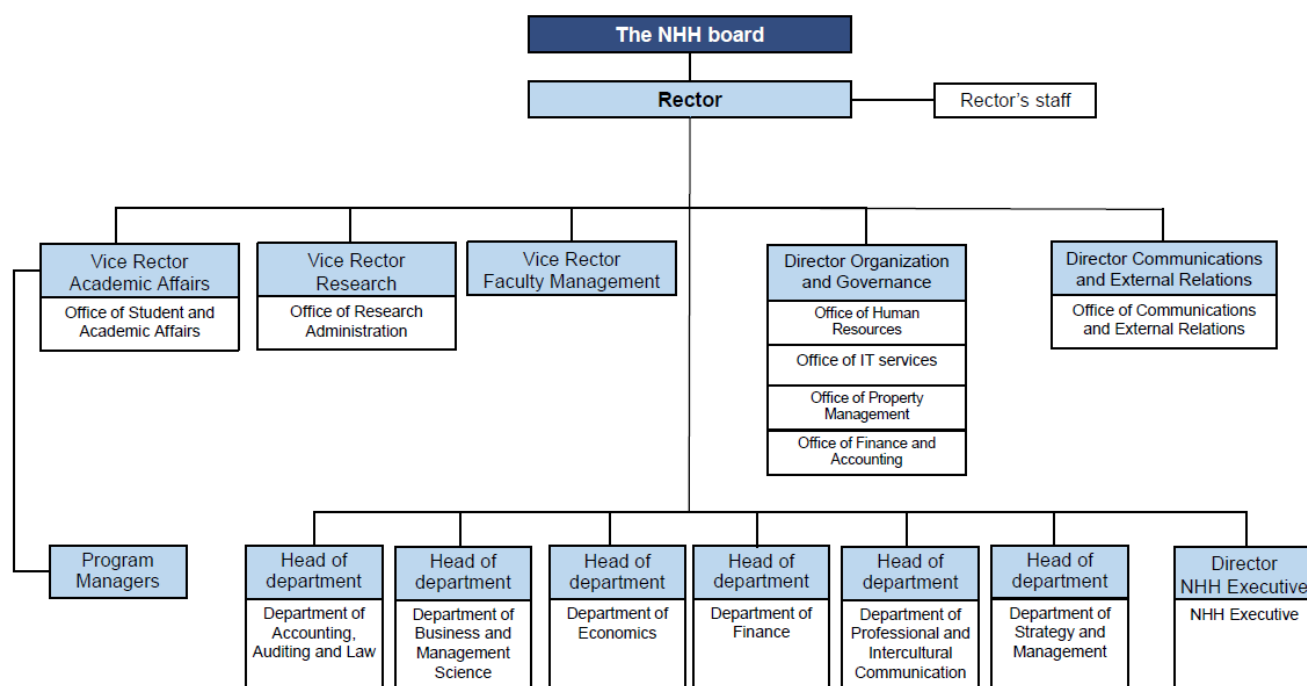 The NHH board
Rector
Rector's staff
Vice Rector
Academic Affairs
Office of Student and
Academic Affairs
Vice Rector
Research
Office of Research
Administration
Vice Rector
Faculty Management
Director Organization
and Governance
Office of Human
Resources
Office of IT services
Office of Property
Management
Office of Finance and
Accounting
Director Communications
and External Relations
Office of Communications
and External Relations
Program
Managers
Head of
department
Department of
Accounting,
Auditing and Law
Head of
department
Department of
Business and
Management
Science
Head of
department
Department of
Economics
Head of
department
Department of
Finance
Head of
department
Department of
Professional and
Intercultural
Communication
Head of
department
Department of
Strategy and
Management
Director
NHH Executive
NHH Executive